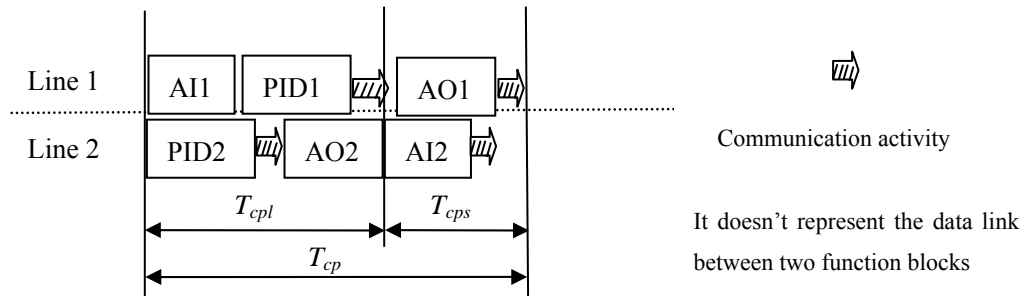 Line 1
AI1 PID1 AO1
Line 2
PID2 AO2 AI2
Tcpl Tcps
Tcp
Communication activity
It doesn’t represent the data link
between two function blocks